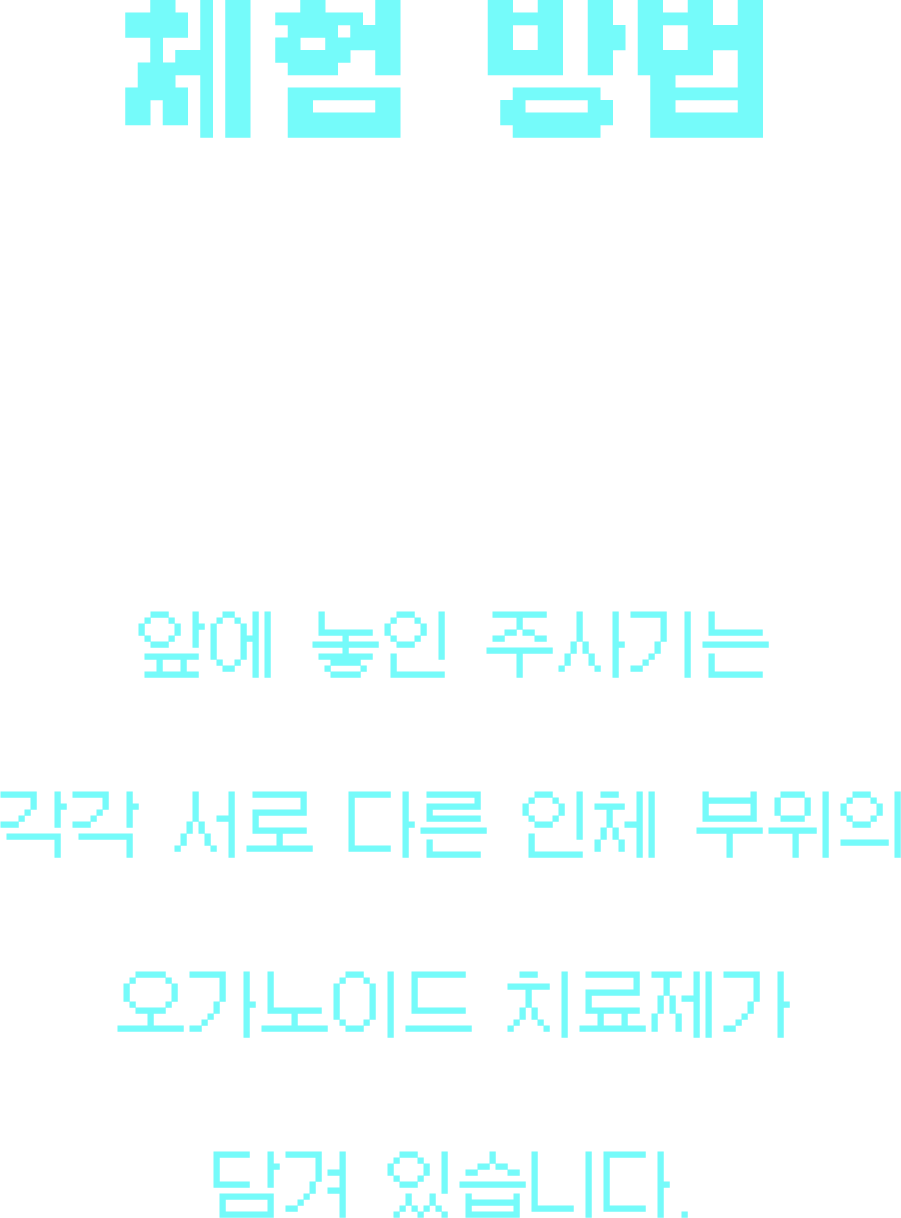 체험 방법
앞에 놓인 주사기는
각각 서로 다른 인체 부위의
오가노이드 치료제가
담겨 있습니다.